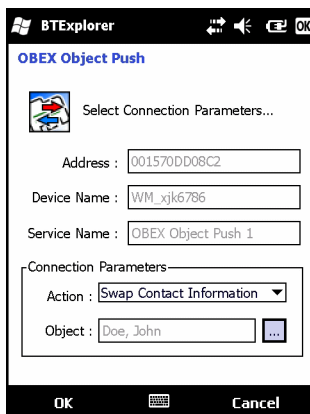 BTExplorer OK
OBEX Object Push
Select Connection Parameters...
Address : 001570DD08C2
Device Name : WM_xjk6786
Service Name : OBEX Object Push 1
Connection Parameters
Action : Swap Contact Information
Object : Doe, John ...
OK Cancel